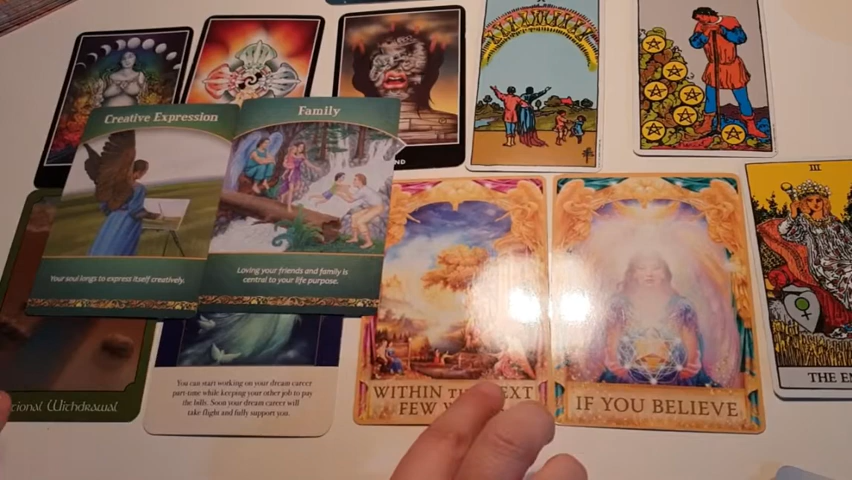 Creative Expression
Family
Your soul longs to express itself creatively.
Loving your friends and family is
central to your life purpose.
III
THE EM
ional Withdrawal
You can start working on your dream career
part-time while keeping your other job to pay
the bills. Soon your dream career will
take flight and fully support you.
WITHIN THE NEXT
FEW W
IF YOU BELIEVE
ND